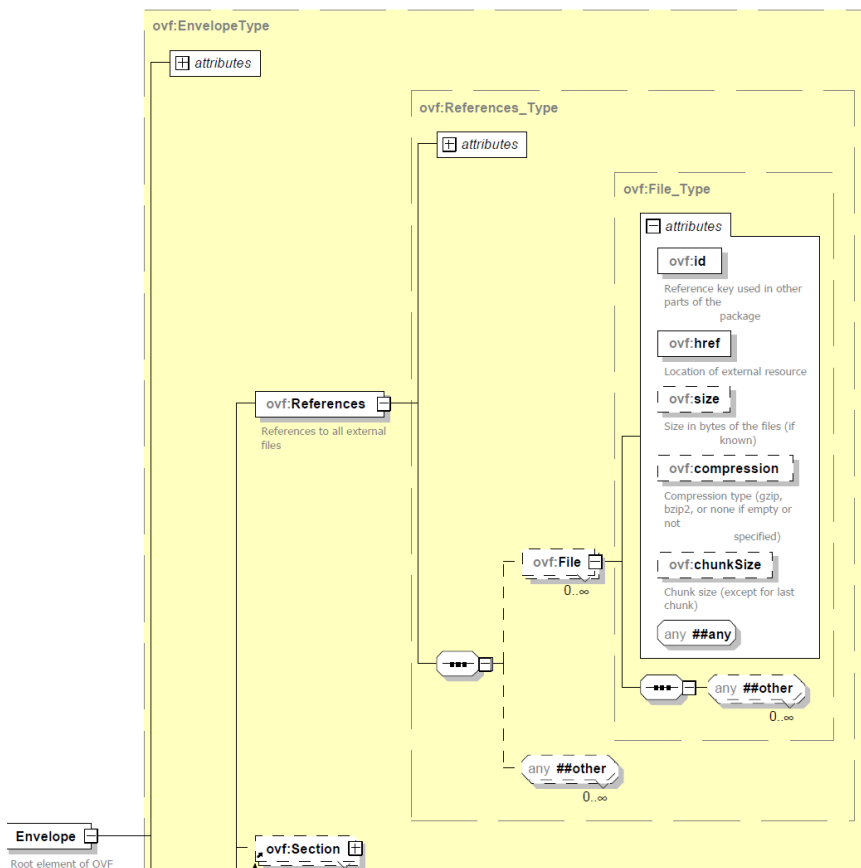 ovf:EnvelopeType
attributes
ovf:References_Type
attributes
ovf:File_Type
attributes
ovf:id
Reference key used in other
parts of the
package
ovf:href
Location of external resource
ovf:References
ovf:size
References to all external
files
Size in bytes of the files (if
known)
ovf:compression
Compression type (gzip,
bzip2, or none if empty or
not
specified)
ovf:File
0..∞
ovf:chunkSize
Chunk size (except for last
chunk)
any ##any
any ##other
0..∞
any ##other
0..∞
Envelope
Root element of OVF
ovf:Section